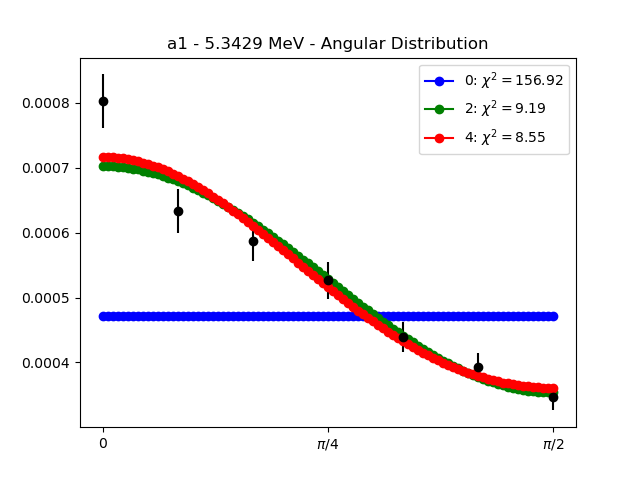 a1 - 5.3429 MeV - Angular Distribution
0: χ² = 156.92
2: χ² = 9.19
4: χ² = 8.55
0.0008
0.0007
0.0006
0.0005
0.0004
0
π/4
π/2